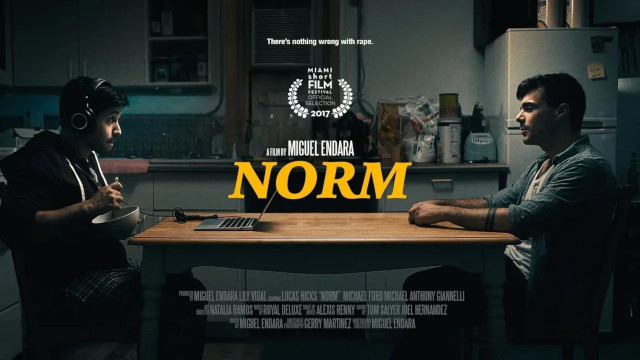 There's nothing wrong with rape.
MIAMI
short
FILM
FESTIVAL
OFFICIAL
SELECTION
2017
A FILM BY MIGUEL ENDARA
NORM
MIGUEL ENDARA LILY VIDAL LUCAS HICKS "NORM" MICHAEL FORD MICHAEL ANTHONY GIANNELLI
NATALIA RAMOS ROYAL DELUXE ALEXIS RENNY TOM SALYER JOEL HERNANDEZ
MIGUEL ENDARA GERRY MARTINEZ MIGUEL ENDARA